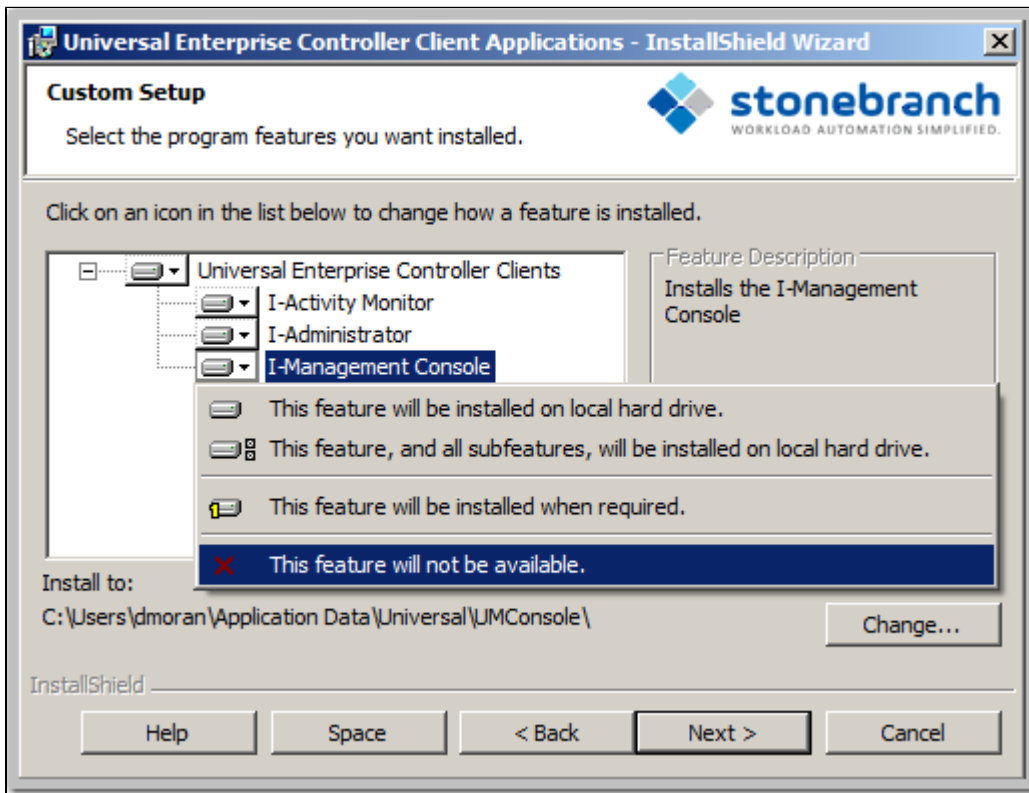 Universal Enterprise Controller Client Applications - InstallShield Wizard
Custom Setup
Select the program features you want installed.
stonebranch
WORKLOAD AUTOMATION SIMPLIFIED.
Click on an icon in the list below to change how a feature is installed.
Universal Enterprise Controller Clients
I-Activity Monitor
I-Administrator
I-Management Console
Feature Description
Installs the I-Management
Console
This feature will be installed on local hard drive.
This feature, and all subfeatures, will be installed on local hard drive.
This feature will be installed when required.
This feature will not be available.
Install to:
C:\Users\dmoran\Application Data\Universal\UMConsole\
Change...
InstallShield
Help
Space
< Back
Next >
Cancel